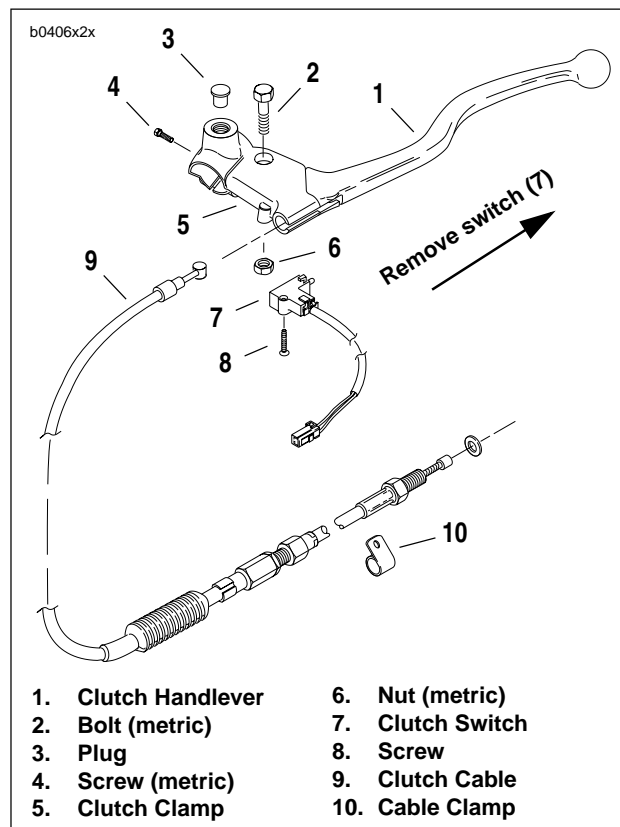 b0406x2x
3
2
4
1
5
Remove switch (7)
9
6
7
8
10
1. Clutch Handlever
2. Bolt (metric)
3. Plug
4. Screw (metric)
5. Clutch Clamp
6. Nut (metric)
7. Clutch Switch
8. Screw
9. Clutch Cable
10. Cable Clamp